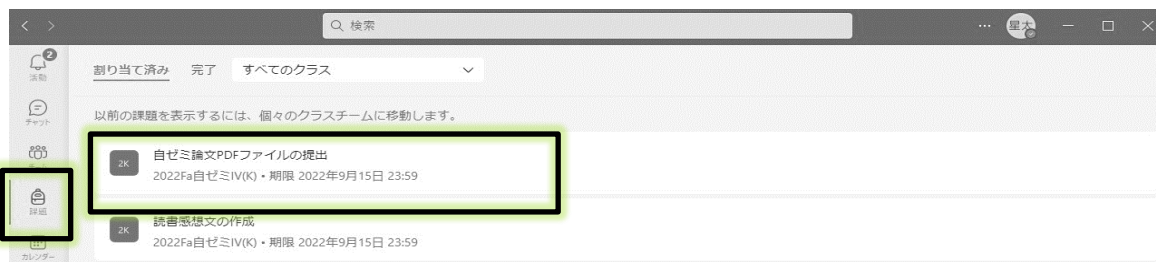 検索
星太
2
活動
割り当て済み 完了 すべてのクラス
チャット
以前の課題を表示するには、個々のクラスチームに移動します。
2K
自ゼミ論文PDFファイルの提出
2022Fa自ゼミIV(K)・期限 2022年9月15日 23:59
課題
2K
読書感想文の作成
2022Fa自ゼミIV(K)・期限 2022年9月15日 23:59
カレンダー